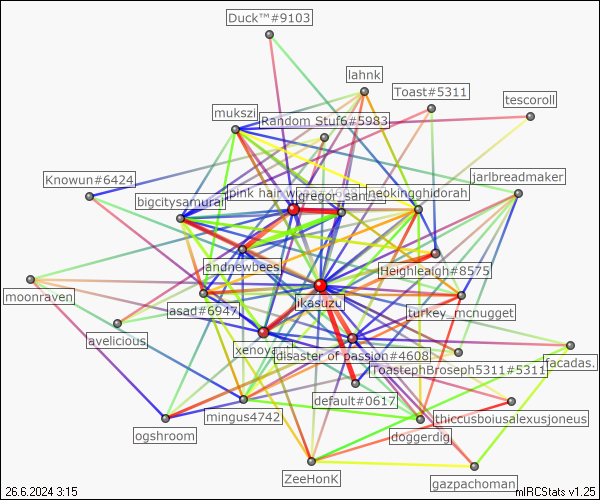 Duck™#9103
lahnk
Toast#5311
tescoroll
mukszi
Random Stuf6#5983
Knowun#6424
jarlbreadmaker
pink hair
gregor_san
neokingghidorah
bigcitysamurai
andnewbees
Heighleaigh#8575
moonraven
jikasuzu
asad#6947
turkey_mcnugget
avelicious
disaster of passion#4608
facadas.
ToastephBroseph5311#5311
default#0617
mingus4742
thiccusboiusalexusjoneus
ogshroom
doggerdig
ZeeHonK
gazpachoman
26.6.2024 3:15
mIRCStats v1.25